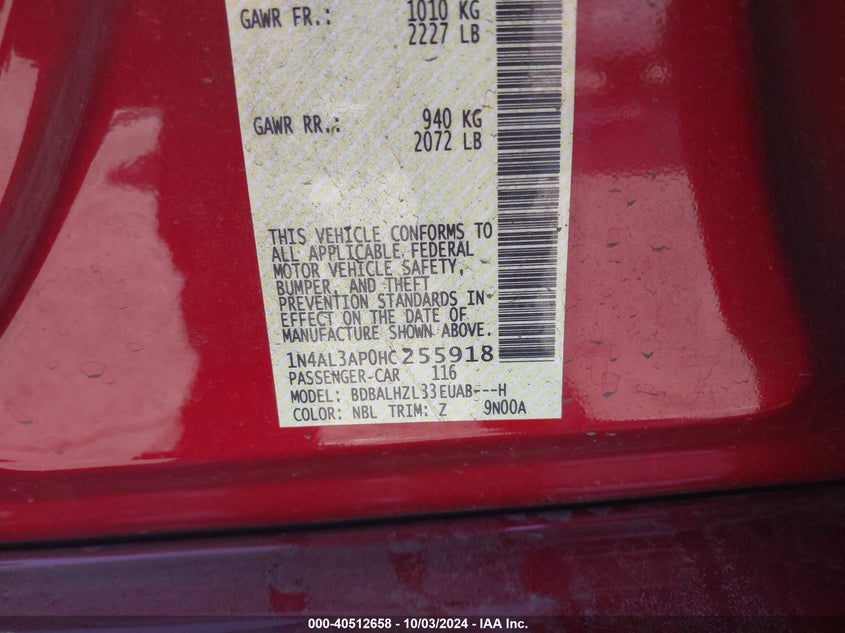 GAWR FR.: 1010 KG
2227 LB
GAWR RR.: 940 KG
2072 LB
THIS VEHICLE CONFORMS TO
ALL APPLICABLE FEDERAL
MOTOR VEHICLE SAFETY,
BUMPER, AND THEFT
PREVENTION STANDARDS IN
EFFECT ON THE DATE OF
MANUFACTURE SHOWN ABOVE.
1N4AL3AP0HC255918
PASSENGER-CAR 116
MODEL: BDBALHZL33EUAB---H
COLOR: NBL TRIM: Z 9N00A
000-40512658 - 10/03/2024 - IAA Inc.